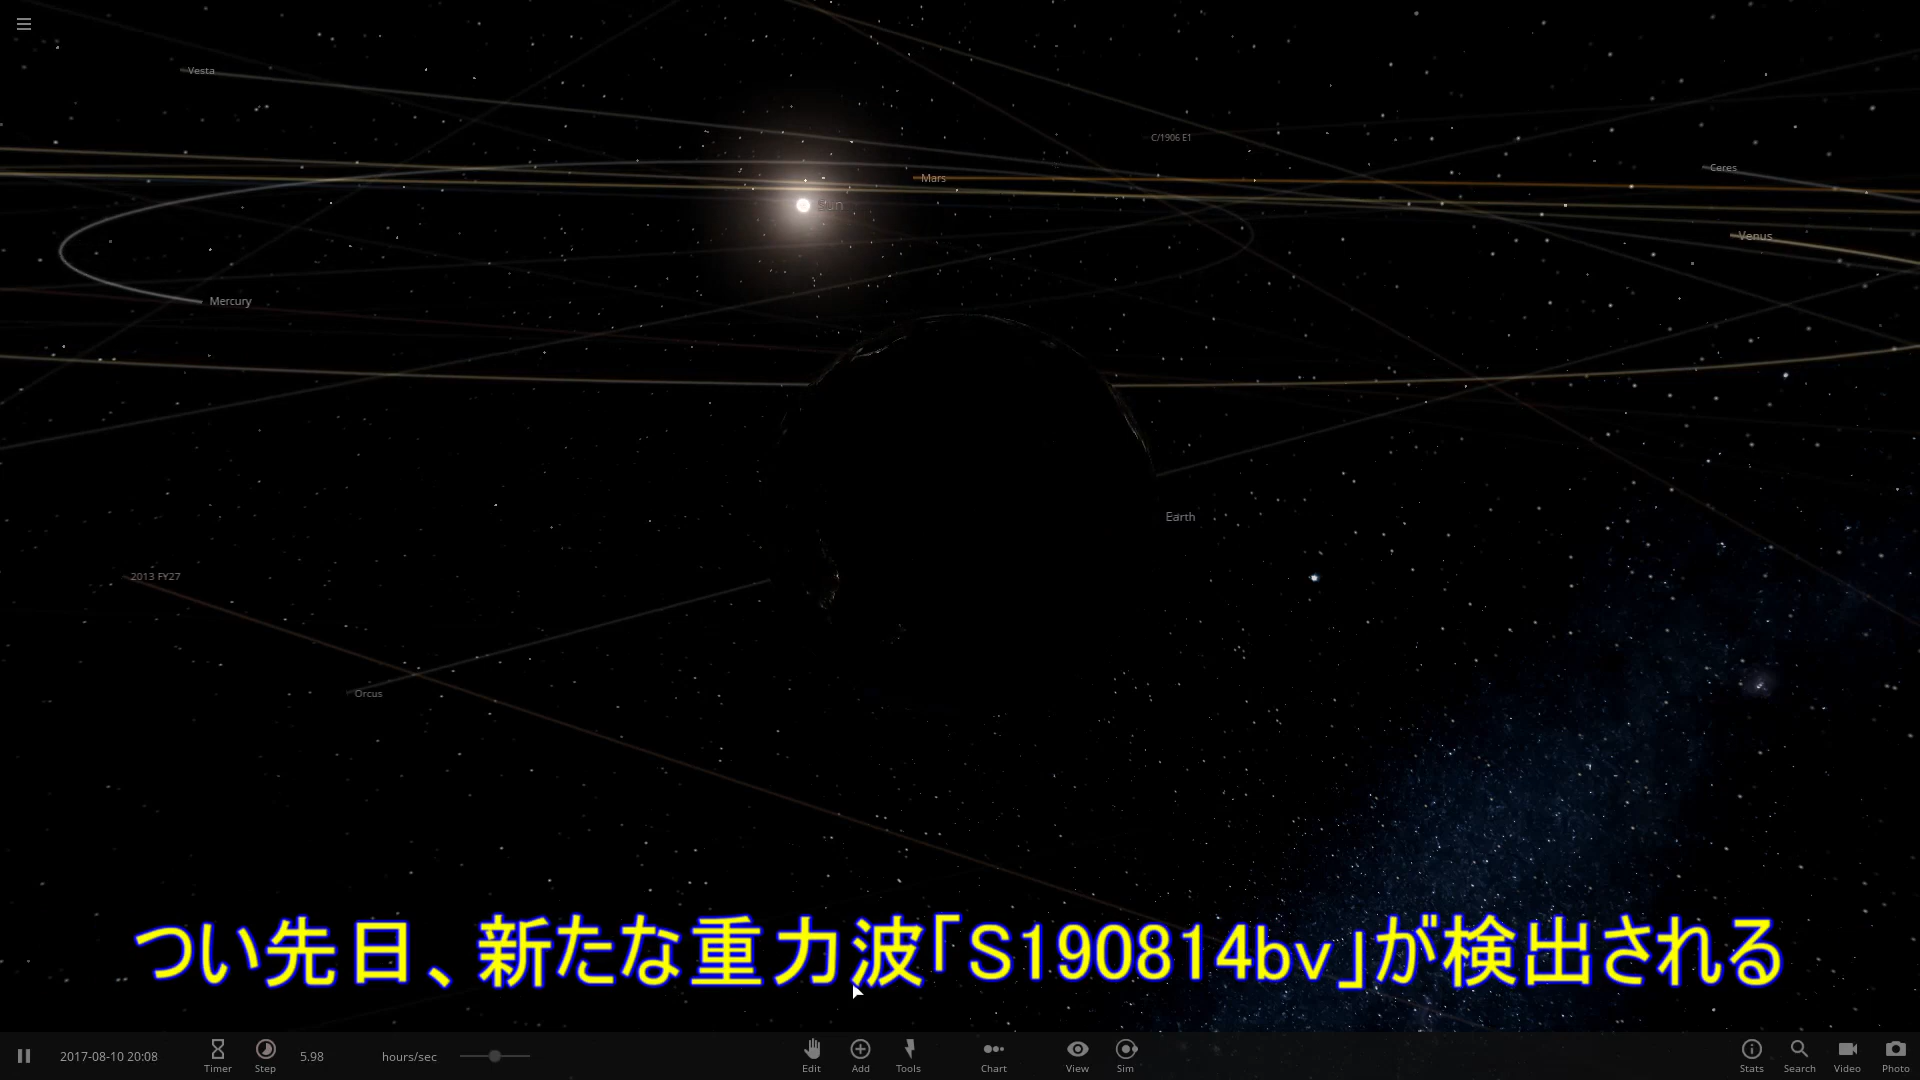 Vesta
C/1906 E1
Ceres
Mars
Sun
Venus
Mercury
Earth
2013 FY27
Orcus
つい先日、新たな重力波「S190814bv」が検出される
2017-08-10 20:08
Timer
Step
5.98
hours/sec
Edit
Add
Tools
Chart
View
Sim
Stats
Search
Video
Photo